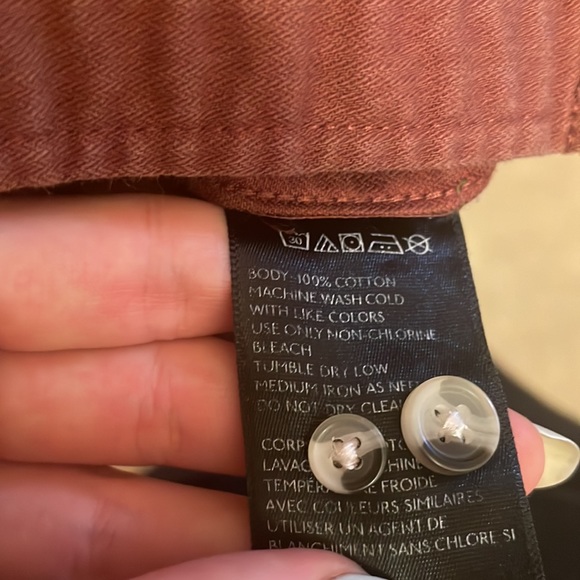 30
BODY-100% COTTON
MACHINE WASH COLD
WITH LIKE COLORS
USE ONLY NON-CHLORINE
BLEACH
TUMBLE DRY LOW
MEDIUM IRON AS
DO NOT DRY
AVEC COULEURS SIMILAIRES
UTILISER UN AGENT DE
BLANCHIMENT SANS CHLORE SI